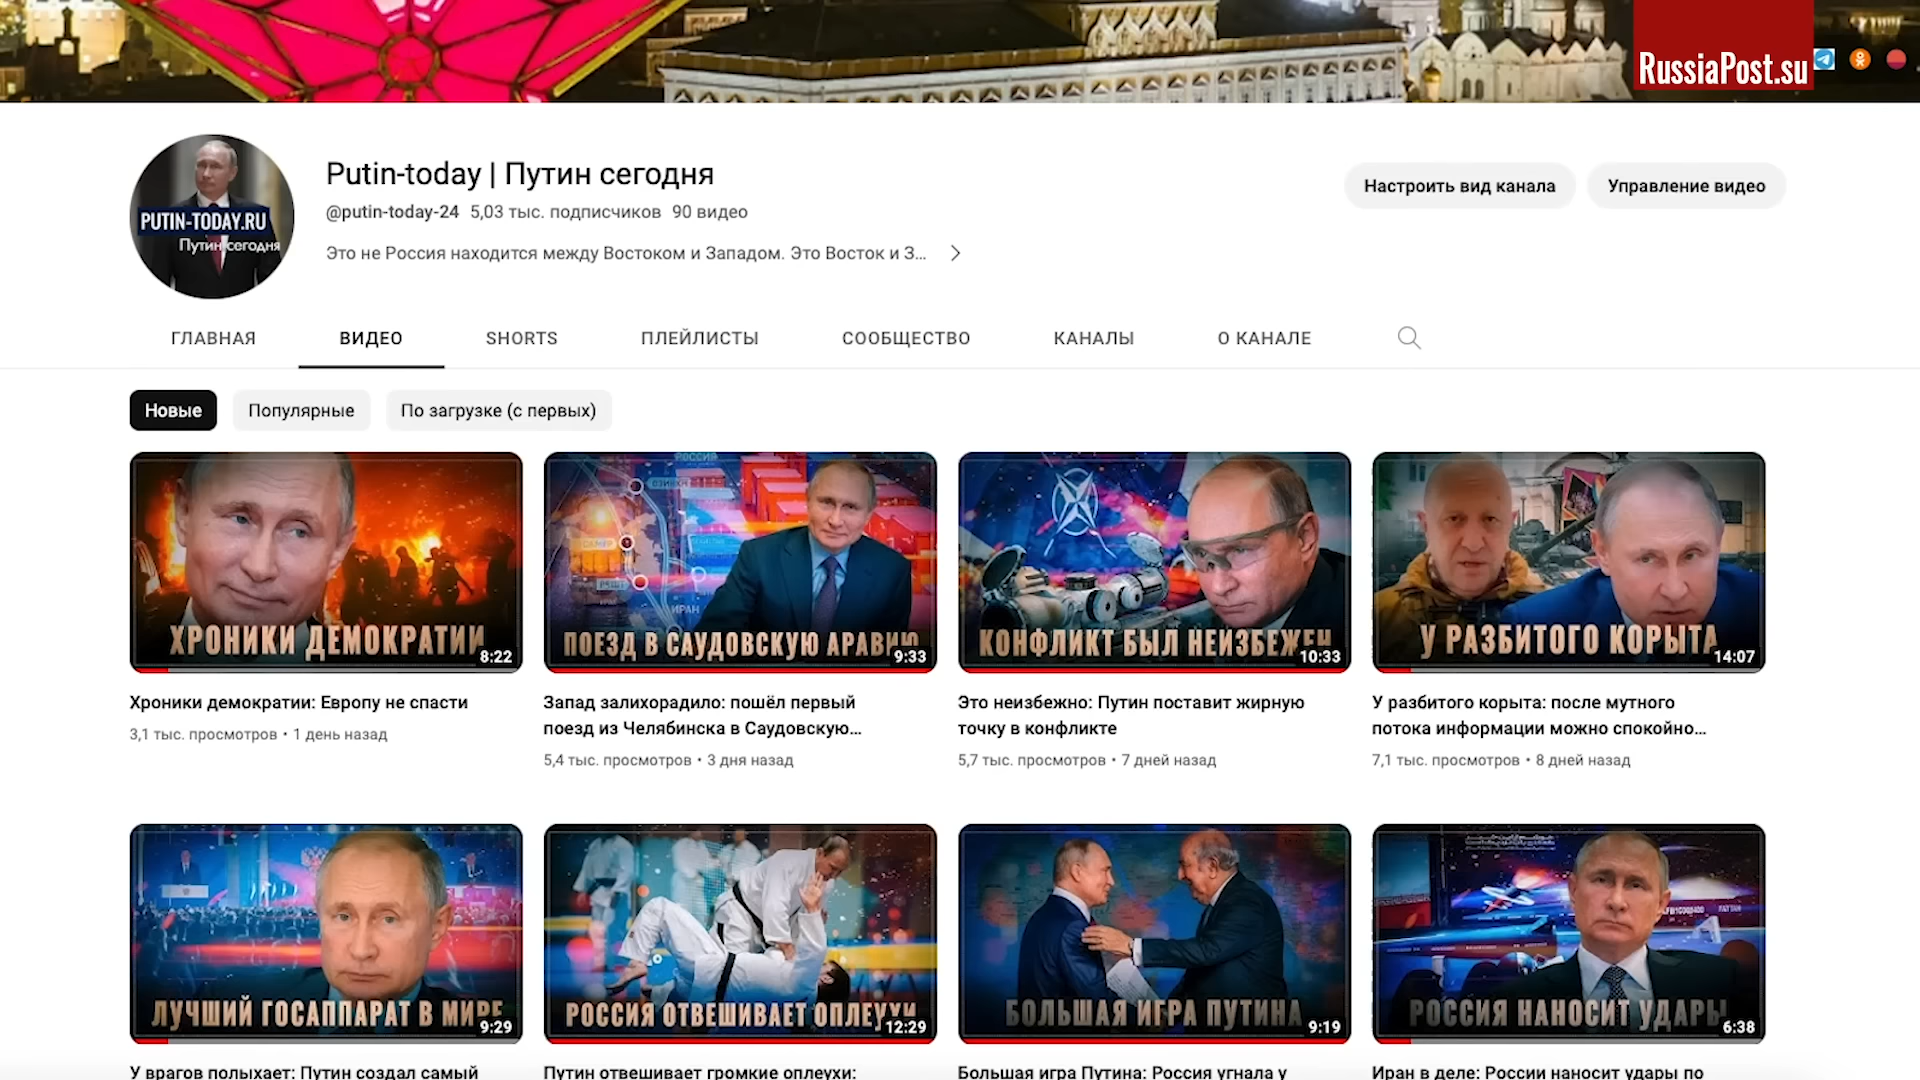 RussiaPost.su
PUTIN-TODAY.RU
Путин сегодня
Putin-today | Путин сегодня
@putin-today-24 5,03 тыс. подписчиков 90 видео
Это не Россия находится между Востоком и Западом. Это Восток и З...
Настроить вид канала
Управление видео
ГЛАВНАЯ ВИДЕО SHORTS ПЛЕЙЛИСТЫ СООБЩЕСТВО КАНАЛЫ О КАНАЛЕ
Новые Популярные По загрузке (с первых)
ХРОНИКИ ДЕМОКРАТИИ
8:22
РОССИЯ
ОЗИНКИ
САМАРА
РЕШТ
ИРАН
ПОЕЗД В САУДОВСКУЮ АРАВИЮ
9:33
КОНФЛИКТ БЫЛ НЕИЗБЕЖЕН
10:33
У РАЗБИТОГО КОРЫТА
14:07
Хроники демократии: Европу не спасти
3,1 тыс. просмотров • 1 день назад
Запад залихорадило: пошёл первый
поезд из Челябинска в Саудовскую...
5,4 тыс. просмотров • 3 дня назад
Это неизбежно: Путин поставит жирную
точку в конфликте
5,7 тыс. просмотров • 7 дней назад
У разбитого корыта: после мутного
потока информации можно спокойно...
7,1 тыс. просмотров • 8 дней назад
ЛУЧШИЙ ГОСАППАРАТ В МИРЕ
9:29
РОССИЯ ОТВЕШИВАЕТ ОПЛЕУХИ
12:29
БОЛЬШАЯ ИГРА ПУТИНА
9:19
РОССИЯ НАНОСИТ УДАРЫ
6:38
У врагов полыхает: Путин создал самый
Путин отвешивает громкие оплеухи:
Большая игра Путина: Россия угнала у
Иран в деле: России наносит удары по